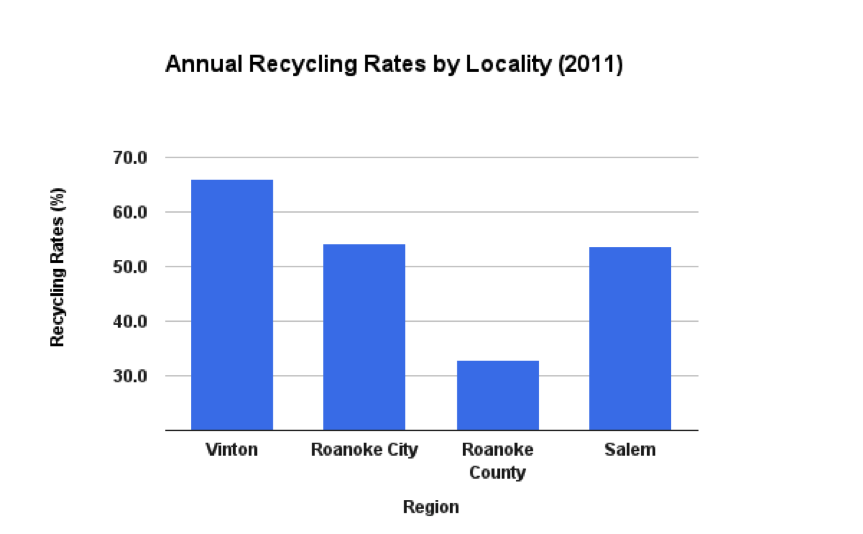 Annual Recycling Rates by Locality (2011)
Recycling Rates (%)
70.0
60.0
50.0
40.0
30.0
Vinton
Roanoke City
Roanoke
County
Salem
Region